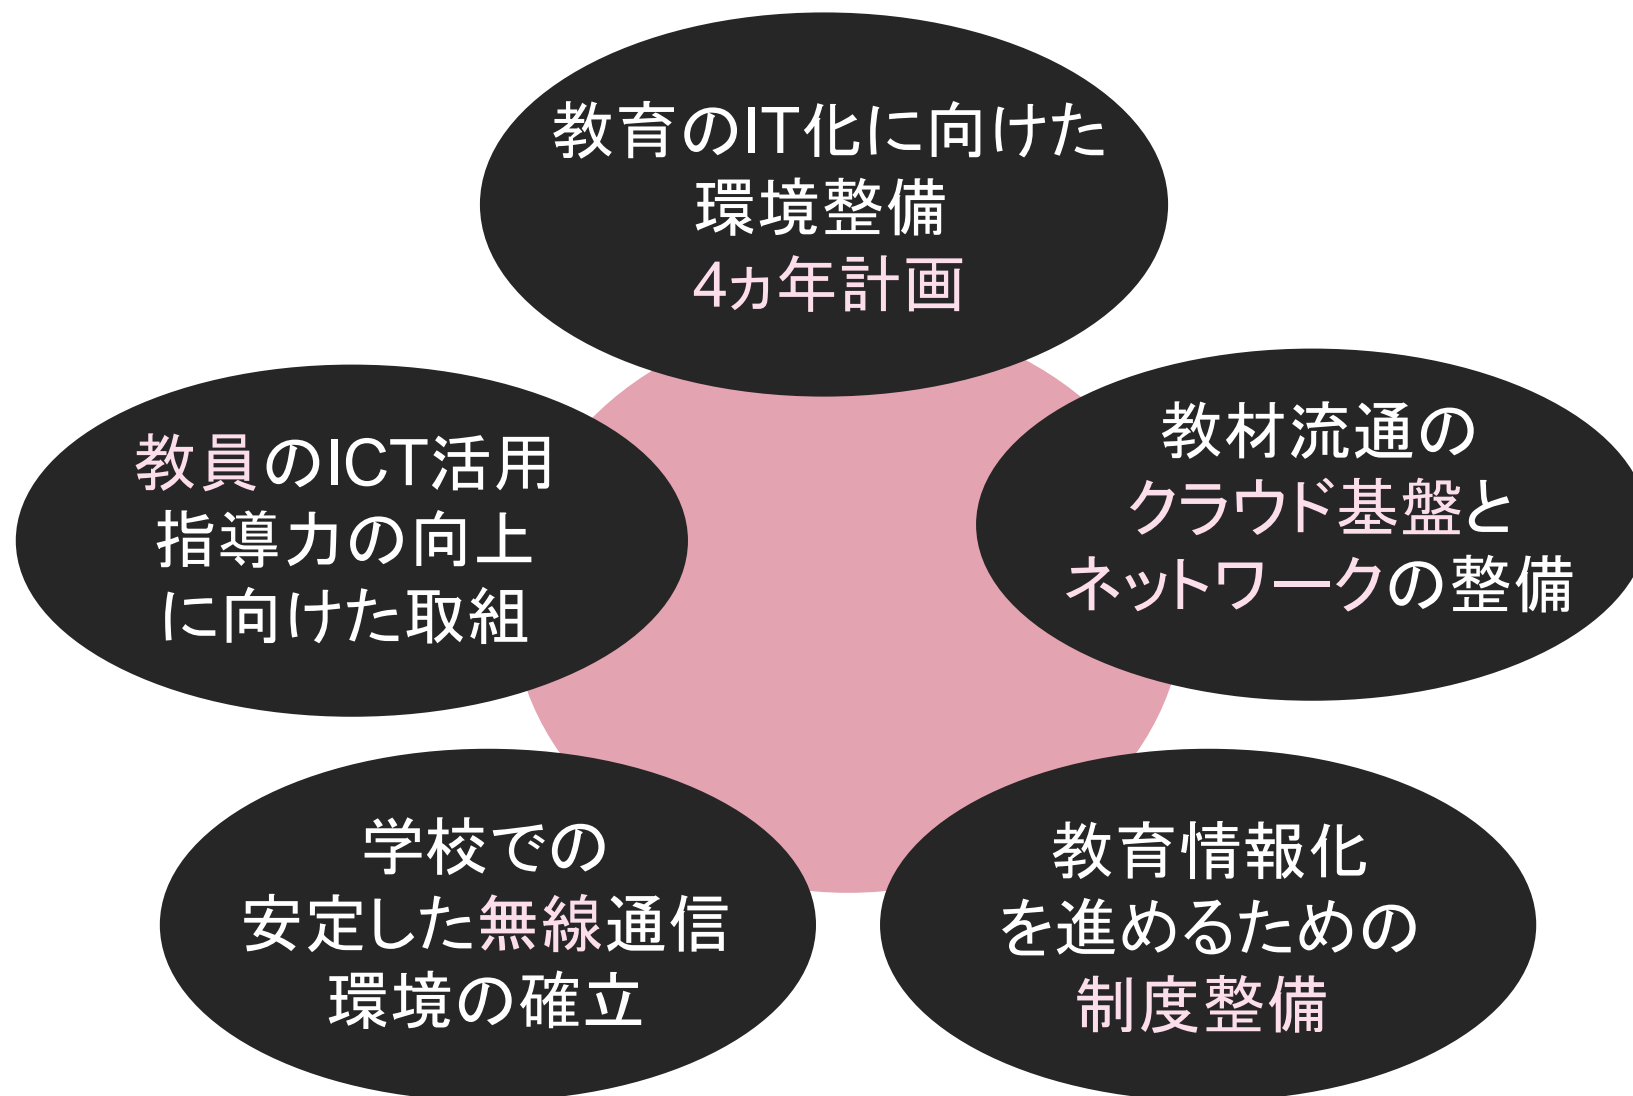 教育のIT化に向けた
環境整備
4ヵ年計画
教員のICT活用
指導力の向上
に向けた取組
教材流通の
クラウド基盤と
ネットワークの整備
学校での
安定した無線通信
環境の確立
教育情報化
を進めるための
制度整備